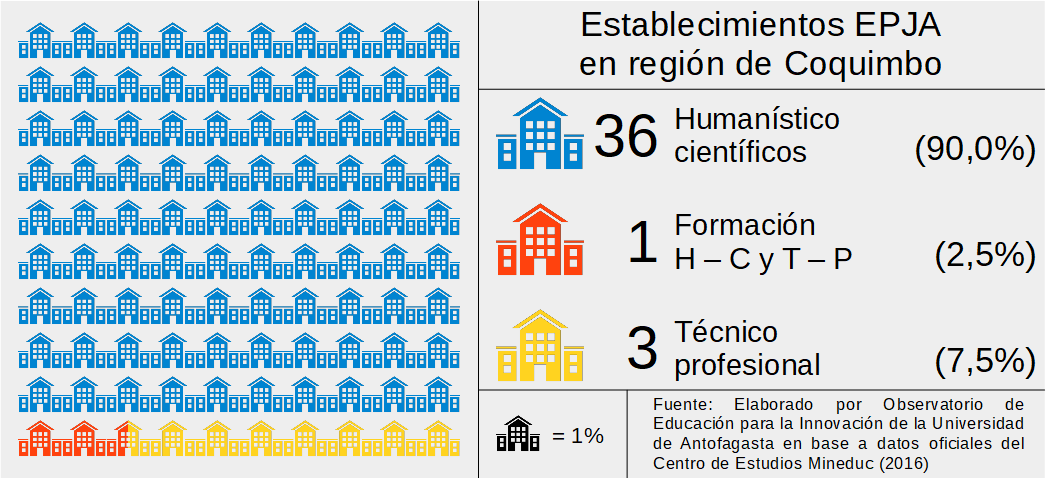 Establecimientos EPJA
en región de Coquimbo
36 Humanístico
científicos (90,0%)
1 Formación
H – C y T – P (2,5%)
3 Técnico
profesional (7,5%)
= 1%
Fuente: Elaborado por Observatorio de
Educación para la Innovación de la Universidad
de Antofagasta en base a datos oficiales del
Centro de Estudios Mineduc (2016)